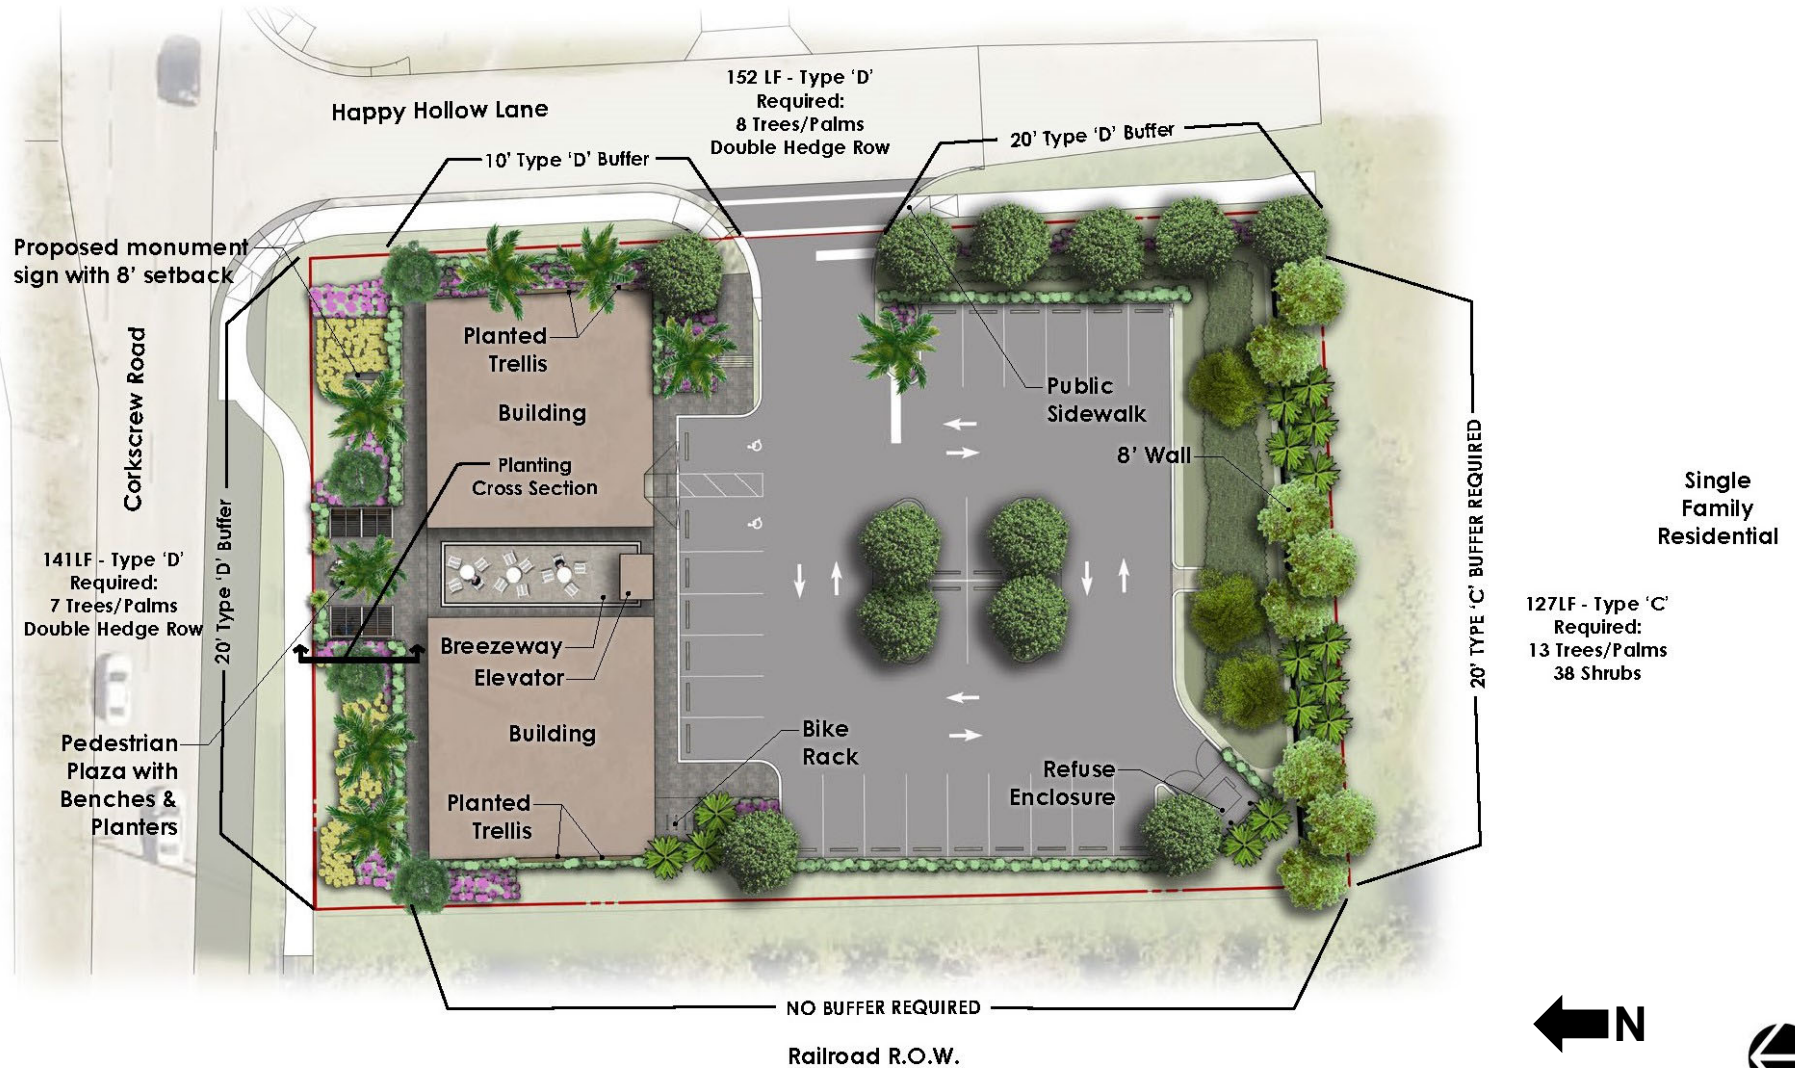 152 LF - Type 'D'
Required:
8 Trees/Palms
Double Hedge Row
Happy Hollow Lane
10' Type 'D' Buffer
20' Type 'D' Buffer
Proposed monument
sign with 8' setback
Planted
Trellis
Building
Public
Sidewalk
Corkscrew Road
Planting
Cross Section
8' Wall
Single
Family
Residential
20' Type 'D' Buffer
20' TYPE 'C' BUFFER REQUIRED
141LF - Type 'D'
Required:
7 Trees/Palms
Double Hedge Row
127LF - Type 'C'
Required:
13 Trees/Palms
38 Shrubs
Breezeway
Elevator
Building
Pedestrian
Plaza with
Benches &
Planters
Bike
Rack
Refuse
Enclosure
Planted
Trellis
NO BUFFER REQUIRED
N
Railroad R.O.W.